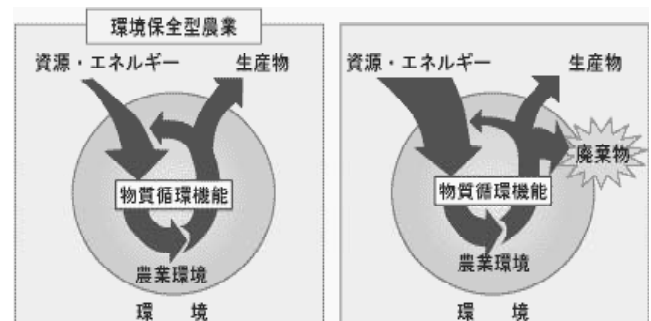 環境保全型農業
資源・エネルギー 生産物
物質循環機能
農業環境
環 境
資源・エネルギー 生産物
廃棄物
物質循環機能
農業環境
環 境